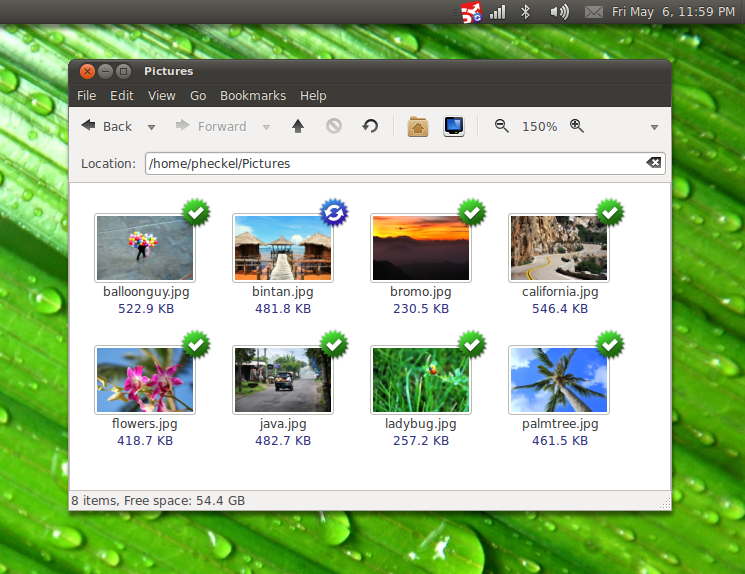 Fri May 6, 11:59 PM
Pictures
File Edit View Go Bookmarks Help
Back Forward 150%
Location: /home/pheckel/Pictures
balloonguy.jpg bintan.jpg bromo.jpg california.jpg
522.9 KB 481.8 KB 230.5 KB 546.4 KB
flowers.jpg java.jpg ladybug.jpg palmtree.jpg
418.7 KB 482.7 KB 257.2 KB 461.5 KB
8 items, Free space: 54.4 GB